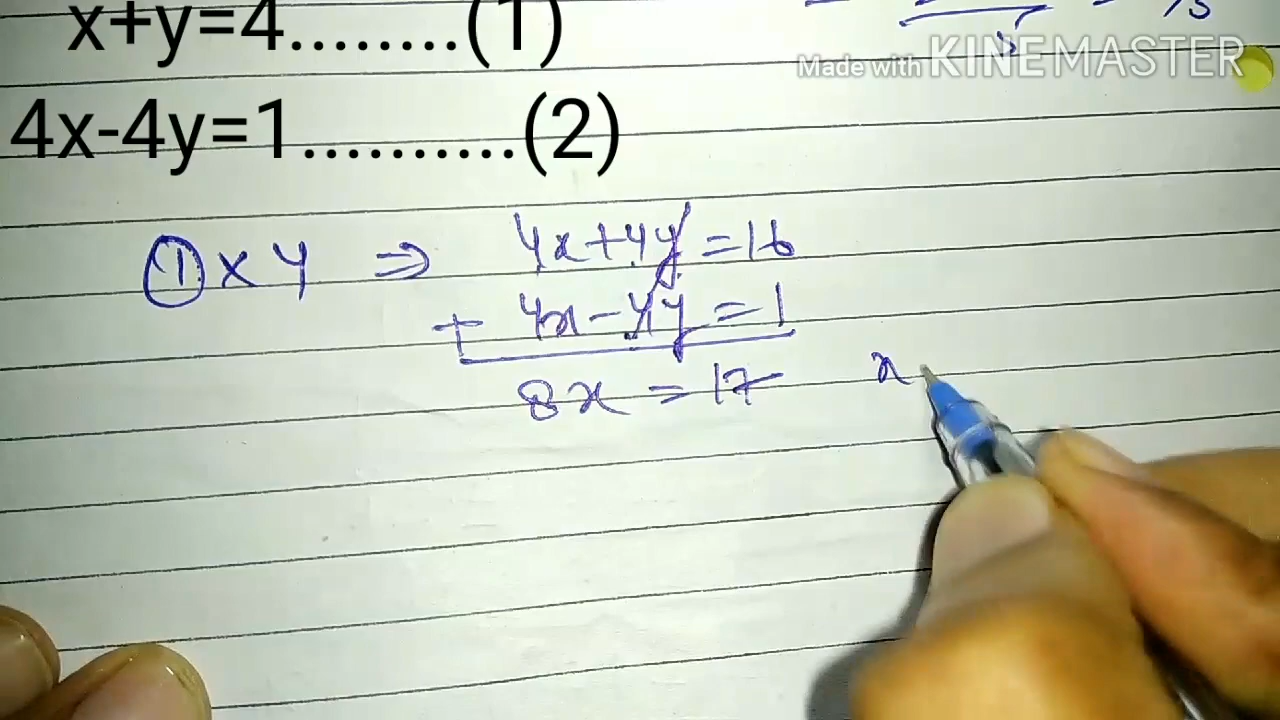 x+y=4........(1)
Made with KINEMASTER
4x-4y=1..........(2)
① x 4 ⇒ 4x+4y=16
+ 4x-4y=1
8x = 17
x